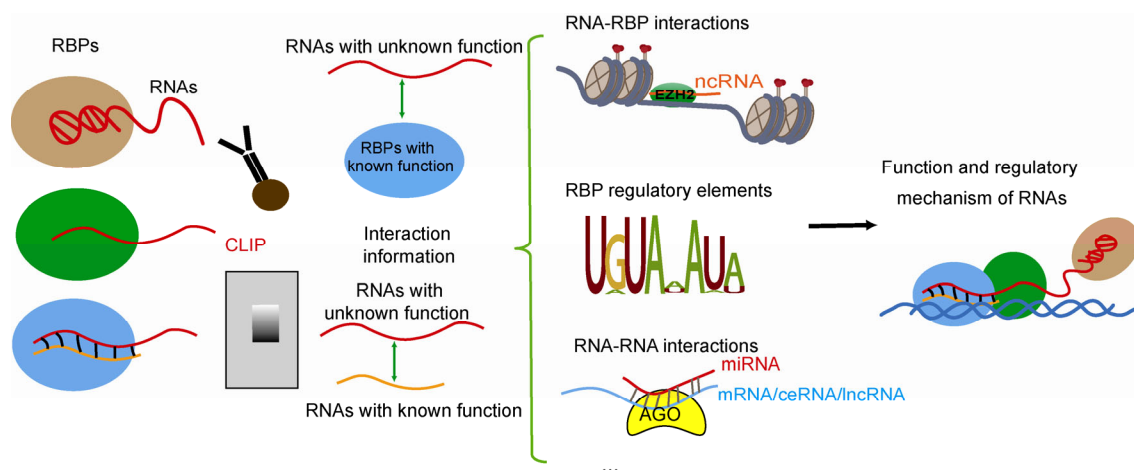 RBPs
RNAs
CLIP
RNAs with unknown function
RBPs with
known function
Interaction
information
RNAs with
unknown function
RNAs with known function
RNA-RBP interactions
ncRNA
EZH2
RBP regulatory elements
UGUAAAUA
RNA-RNA interactions
miRNA
mRNA/ceRNA/lncRNA
AGO
...
Function and regulatory
mechanism of RNAs